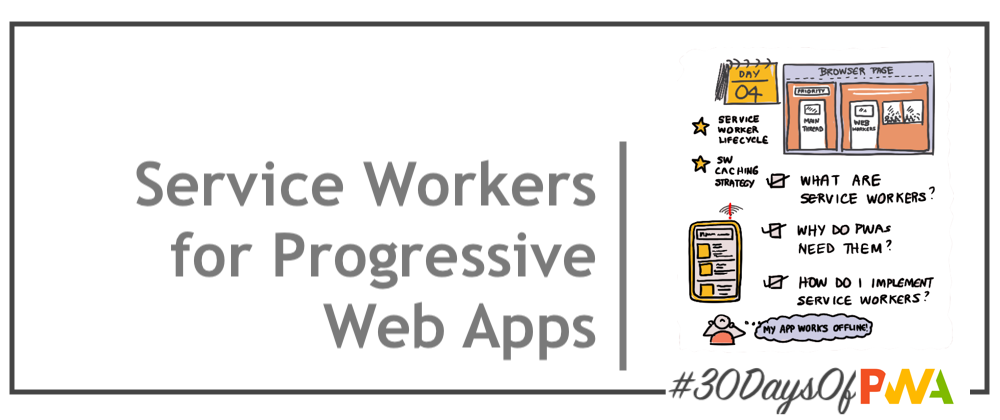 Service Workers
for Progressive
Web Apps
DAY
04
BROWSER PAGE
PRIORITY
MAIN
THREAD
WEB
WORKERS
SERVICE
WORKER
LIFECYCLE
SW
CACHING
STRATEGY
WHAT ARE
SERVICE WORKERS?
WHY DO PWAs
NEED THEM?
HOW DO I IMPLEMENT
SERVICE WORKERS?
MY APP WORKS OFFLINE!
#30DaysOfPWA